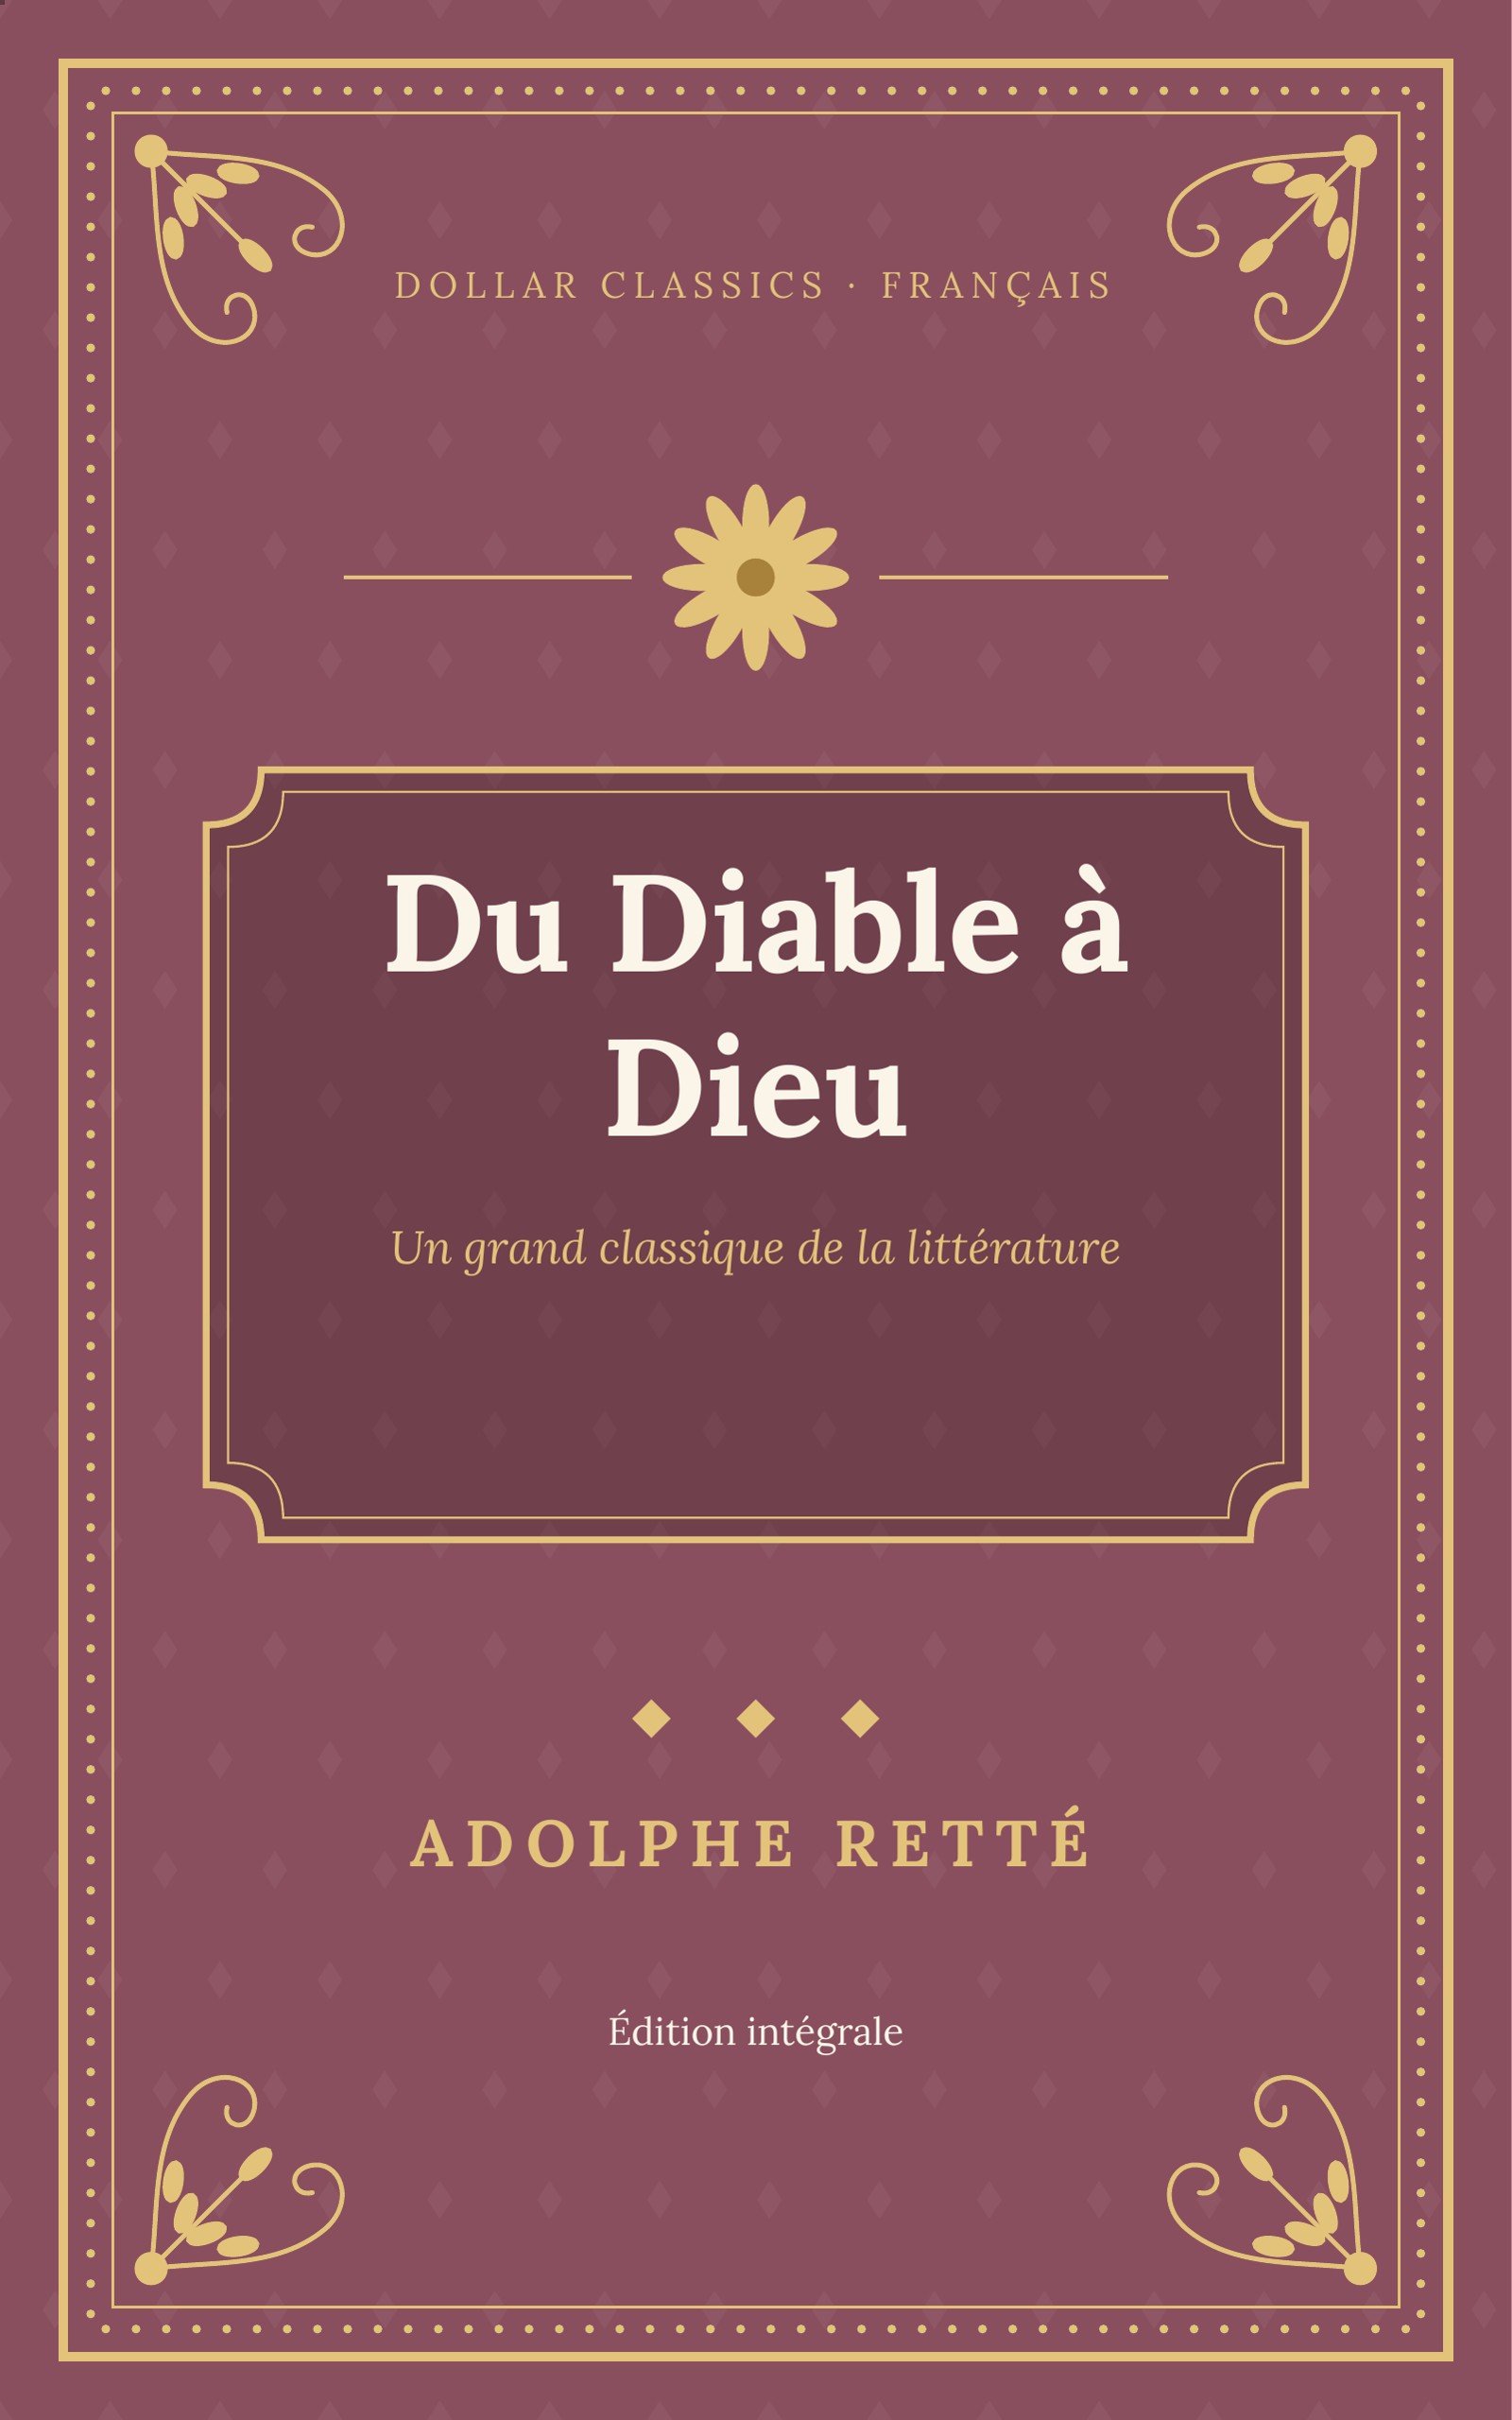 DOLLAR CLASSICS · FRANÇAIS
Du Diable à
Dieu
Un grand classique de la littérature
ADOLPHE RETTÉ
Édition intégrale